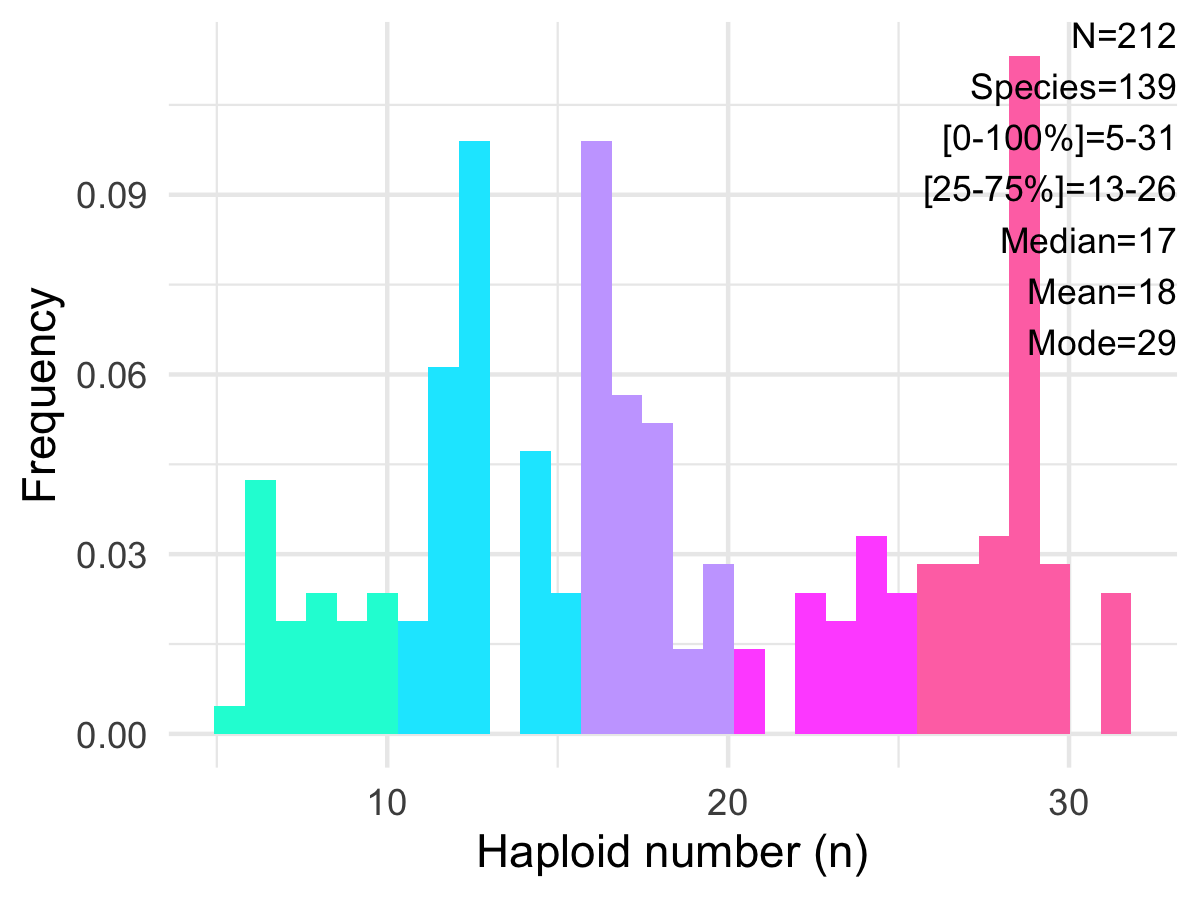 N=212
Species=139
[0-100%]=5-31
[25-75%]=13-26
Median=17
Mean=18
Mode=29
Frequency
0.09
0.06
0.03
0.00
10 20 30
Haploid number (n)